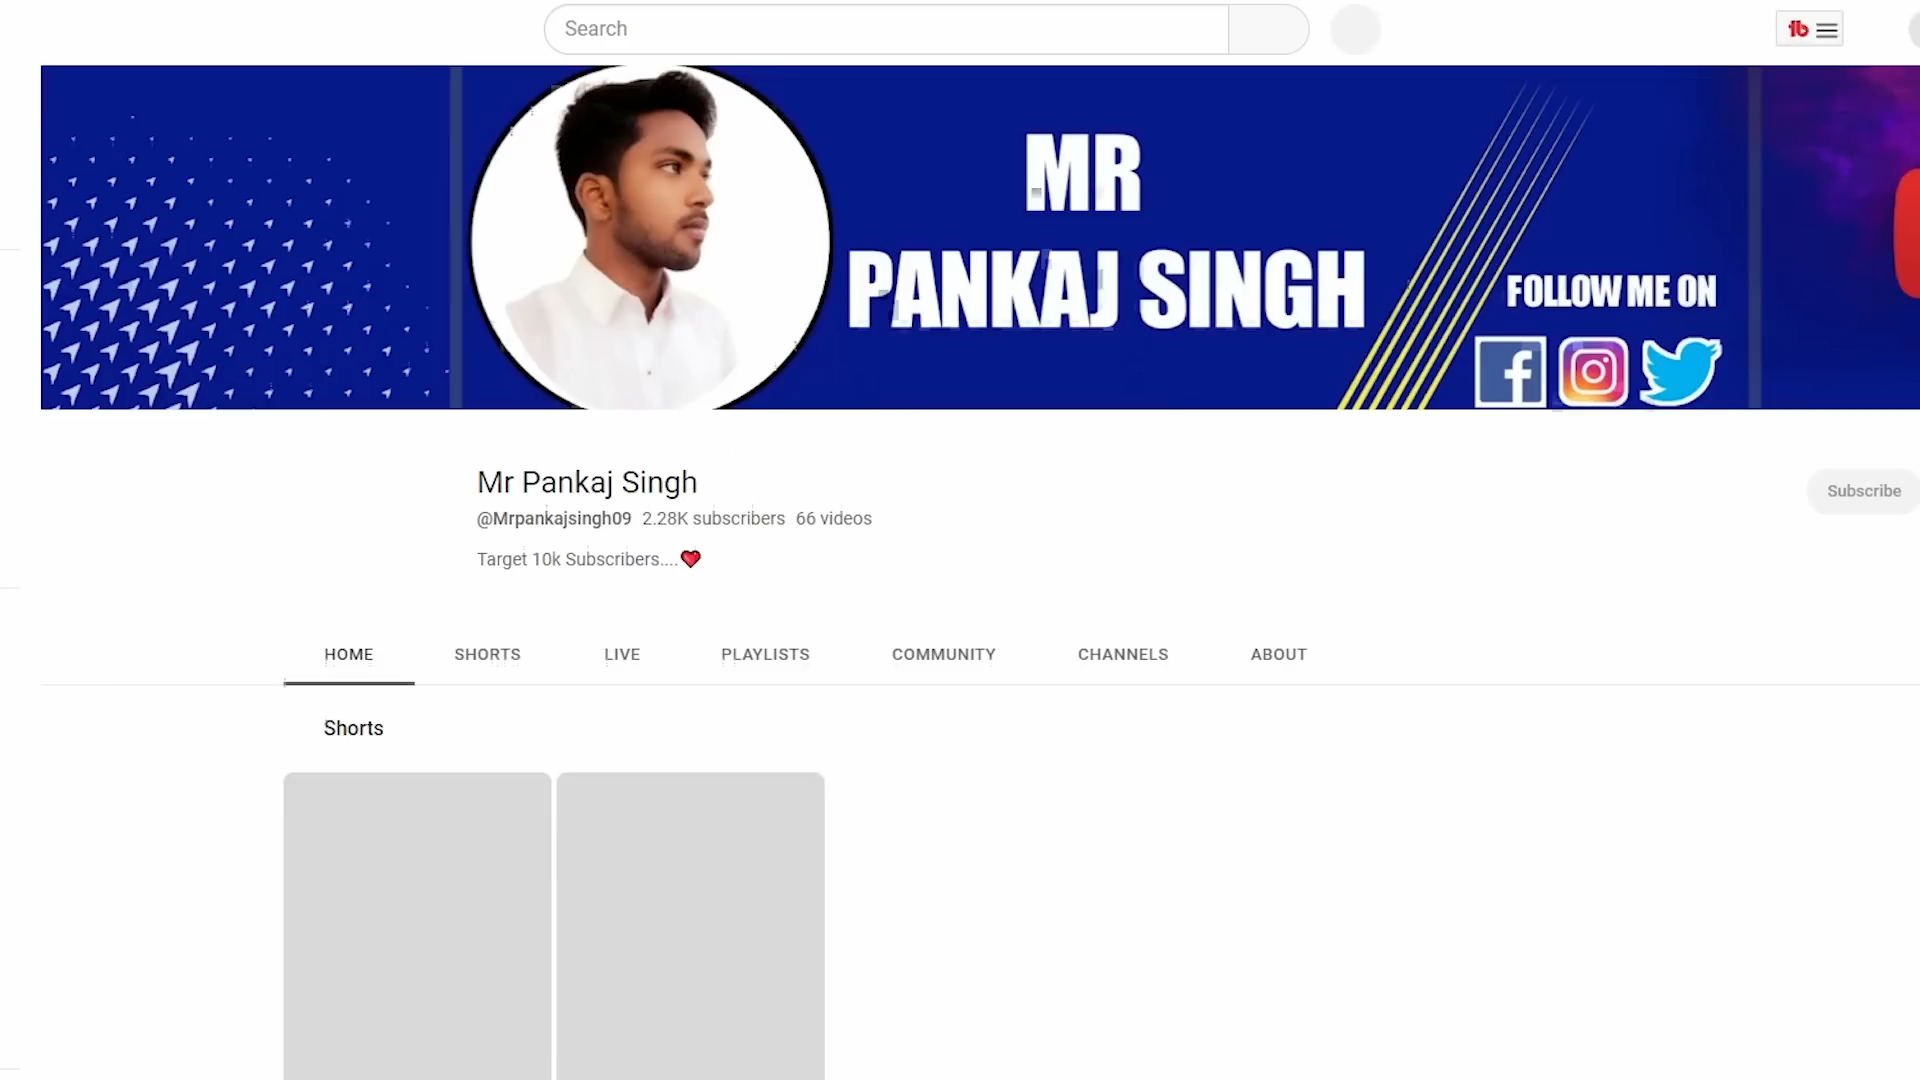 Search
tb
MR
PANKAJ SINGH
FOLLOW ME ON
Mr Pankaj Singh
@Mrpankajsingh09 2.28K subscribers 66 videos
Target 10k Subscribers....❤
Subscribe
HOME SHORTS LIVE PLAYLISTS COMMUNITY CHANNELS ABOUT
Shorts